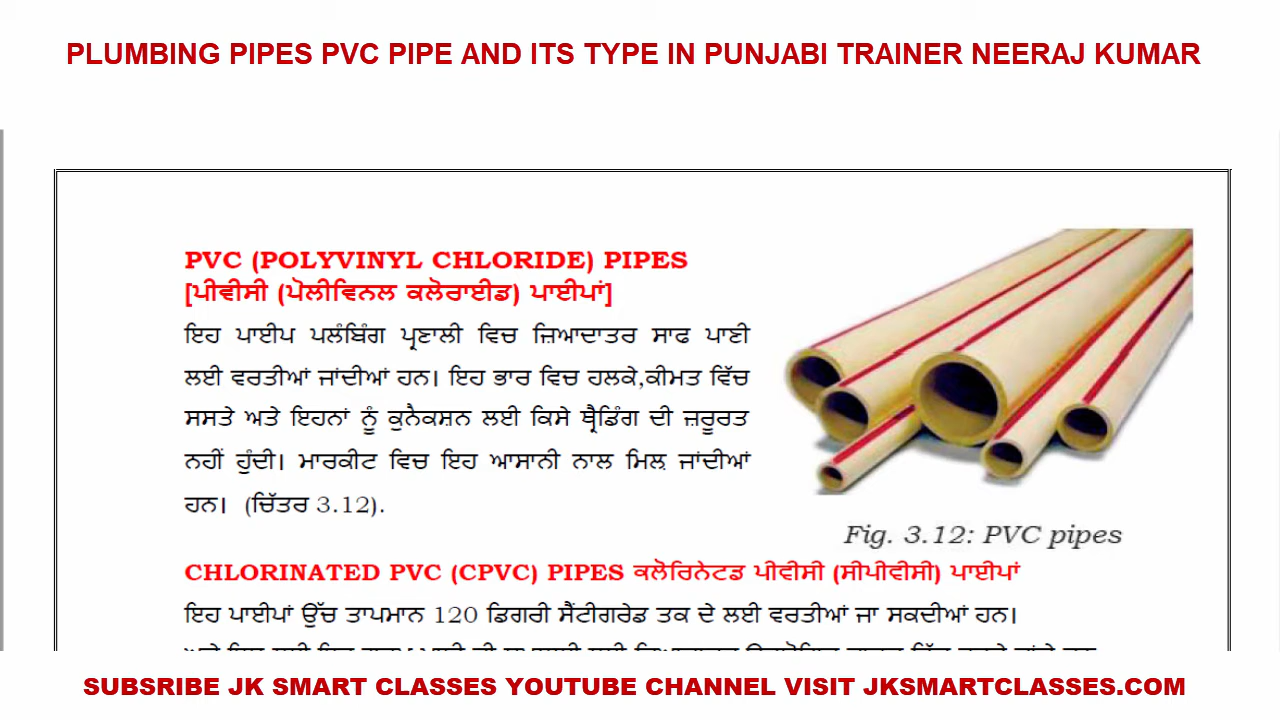 PLUMBING PIPES PVC PIPE AND ITS TYPE IN PUNJABI TRAINER NEERAJ KUMAR
PVC (POLYVINYL CHLORIDE) PIPES
[ਪੀਵੀਸੀ (ਪੋਲੀਵਿਨਲ ਕਲੋਰਾਈਡ) ਪਾਈਪਾਂ]
ਇਹ ਪਾਈਪ ਪਲੰਬਿੰਗ ਪ੍ਰਣਾਲੀ ਵਿਚ ਜ਼ਿਆਦਾਤਰ ਸਾਫ ਪਾਣੀ
ਲਈ ਵਰਤੀਆਂ ਜਾਂਦੀਆਂ ਹਨ। ਇਹ ਭਾਰ ਵਿਚ ਹਲਕੇ,ਕੀਮਤ ਵਿੱਚ
ਸਸਤੇ ਅਤੇ ਇਹਨਾਂ ਨੂੰ ਕੁਨੈਕਸ਼ਨ ਲਈ ਕਿਸੇ ਥ੍ਰੈਡਿੰਗ ਦੀ ਜ਼ਰੂਰਤ
ਨਹੀਂ ਹੁੰਦੀ। ਮਾਰਕੀਟ ਵਿਚ ਇਹ ਆਸਾਨੀ ਨਾਲ ਮਿਲ਼ ਜਾਂਦੀਆਂ
ਹਨ। (ਚਿੱਤਰ 3.12).
Fig. 3.12: PVC pipes
CHLORINATED PVC (CPVC) PIPES ਕਲੋਰਿਨੇਟਡ ਪੀਵੀਸੀ (ਸੀਪੀਵੀਸੀ) ਪਾਈਪਾਂ
ਇਹ ਪਾਈਪਾਂ ਉੱਚ ਤਾਪਮਾਨ 120 ਡਿਗਰੀ ਸੈਂਟੀਗਰੇਡ ਤਕ ਦੇ ਲਈ ਵਰਤੀਆਂ ਜਾ ਸਕਦੀਆਂ ਹਨ।
SUBSRIBE JK SMART CLASSES YOUTUBE CHANNEL VISIT JKSMARTCLASSES.COM